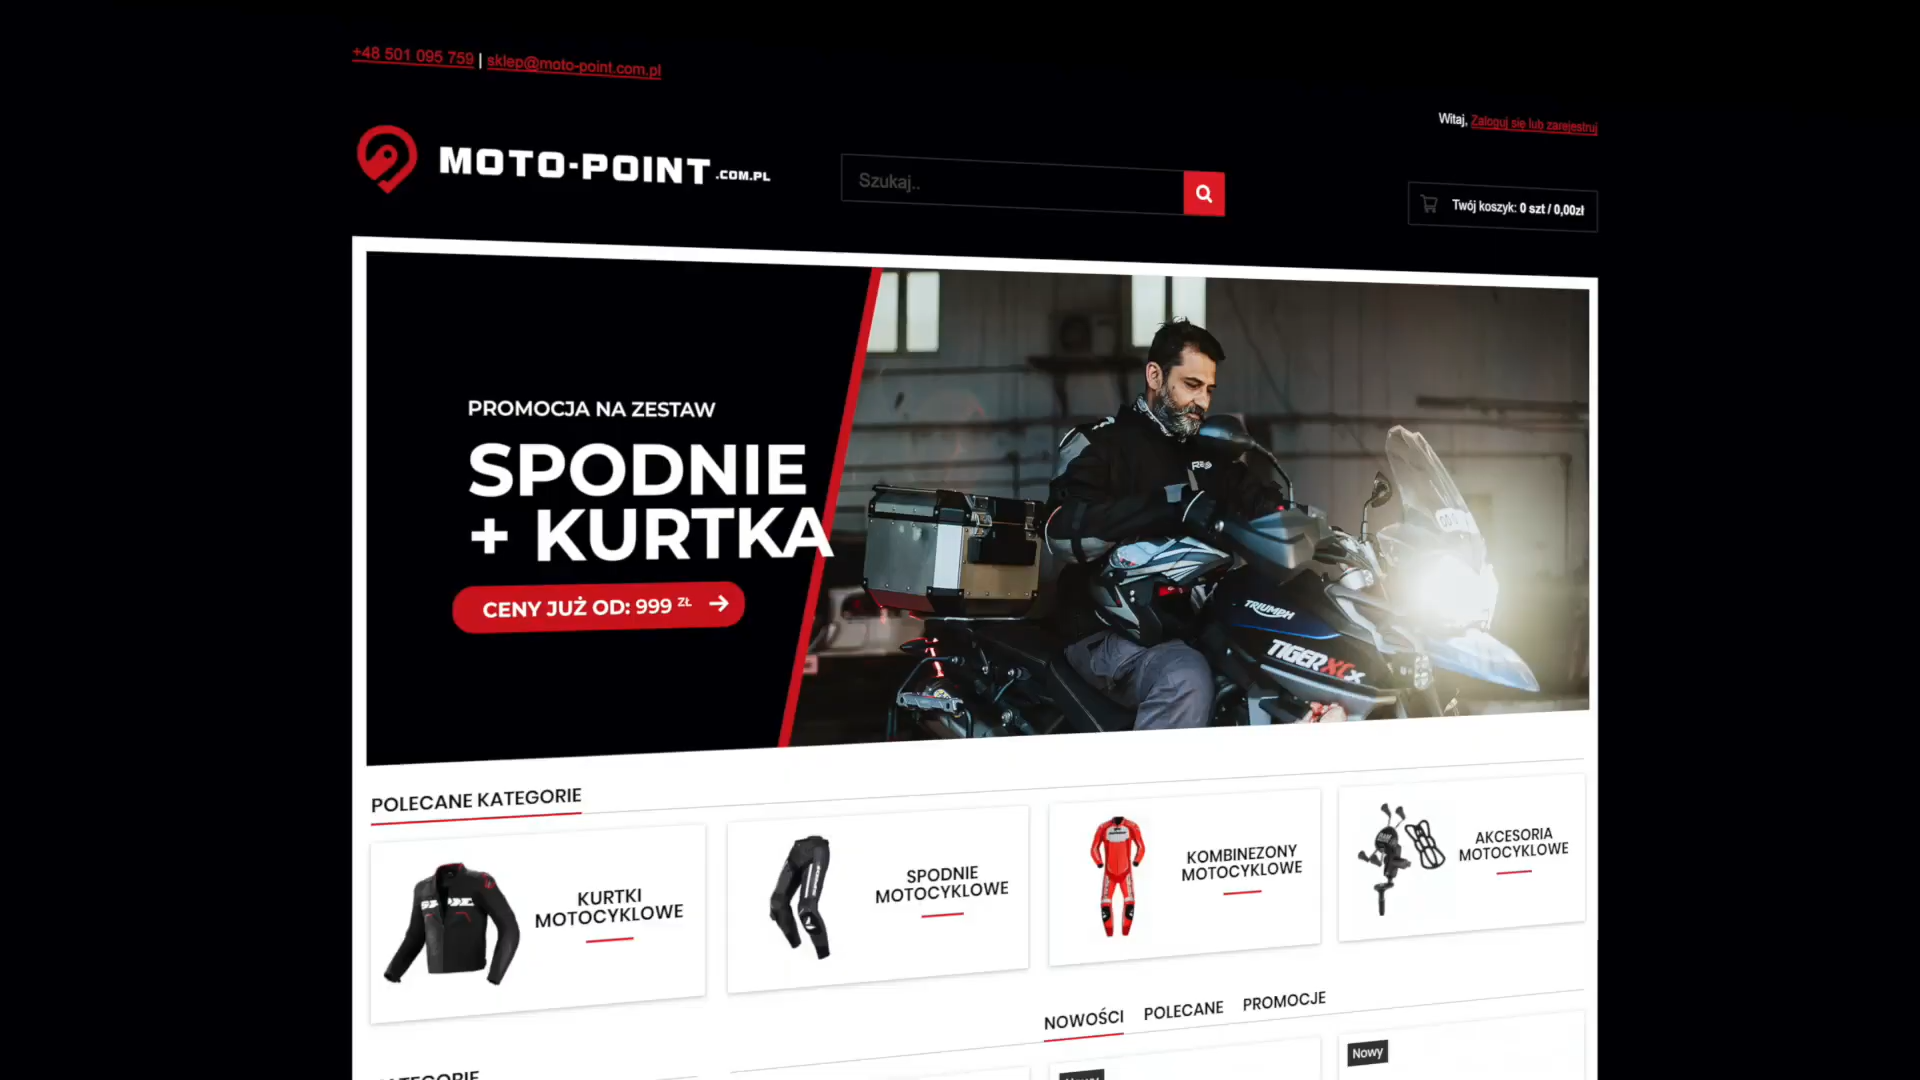 +48 501 095 759 | sklep@moto-point.com.pl
Witaj, Zaloguj się lub zarejestruj
MOTO-POINT.COM.PL
Szukaj..
Twój koszyk: 0 szt / 0,00zł
PROMOCJA NA ZESTAW
SPODNIE
+ KURTKA
CENY JUŻ OD: 999 ZŁ
TRIUMPH
TIGER XCx
POLECANE KATEGORIE
KURTKI
MOTOCYKLOWE
SPODNIE
MOTOCYKLOWE
KOMBINEZONY
MOTOCYKLOWE
AKCESORIA
MOTOCYKLOWE
NOWOŚCI POLECANE PROMOCJE
Nowy